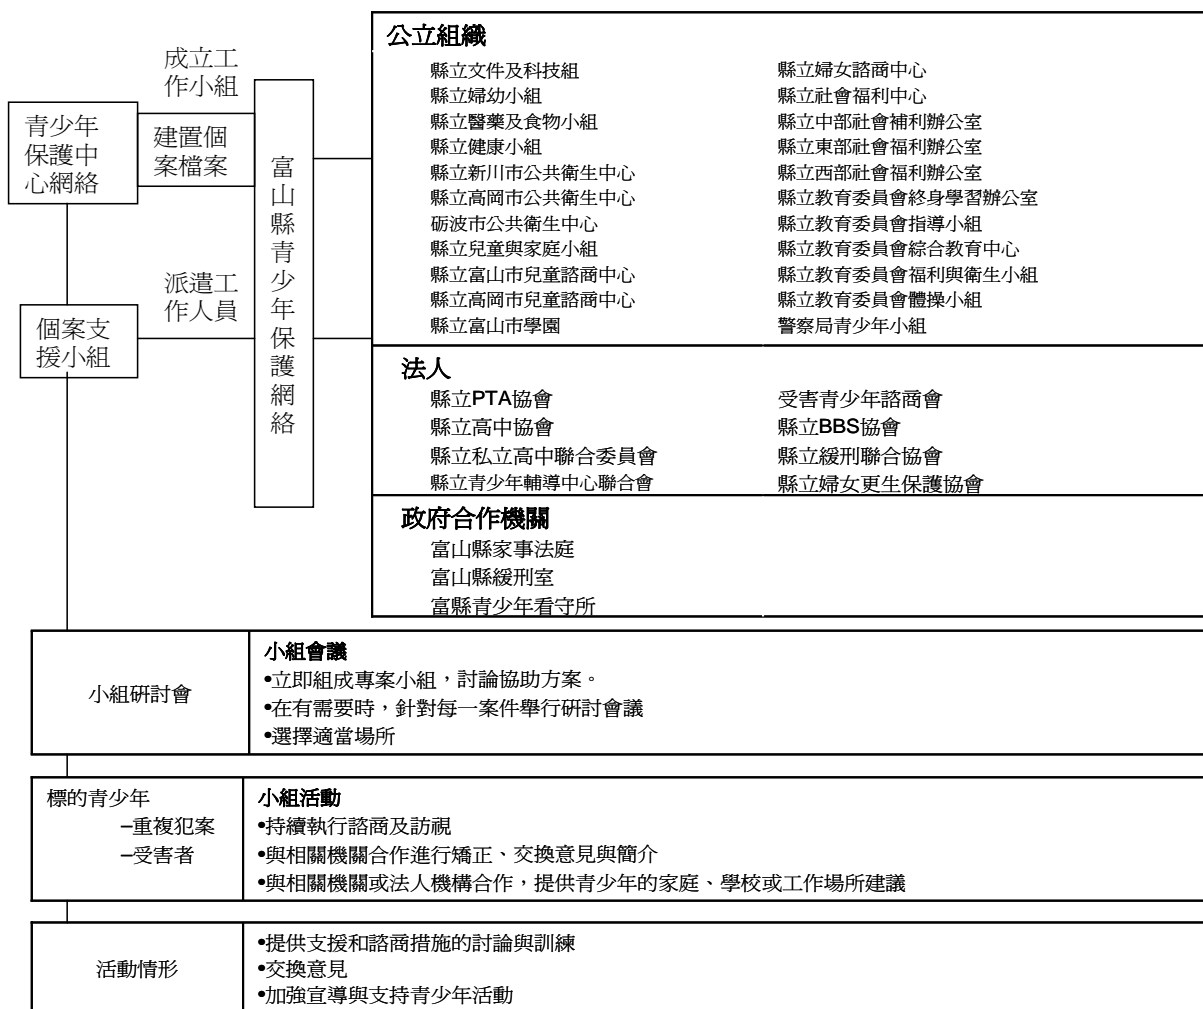 成立工
作小組
青少年
保護中
心網絡
建置個
案檔案
派遣工
作人員
個案支
援小組
富山縣青少年保護網絡
公立組織
縣立文件及科技組
縣立婦幼小組
縣立醫藥及食物小組
縣立健康小組
縣立新川市公共衛生中心
縣立高岡市公共衛生中心
砺波市公共衛生中心
縣立兒童與家庭小組
縣立富山市兒童諮商中心
縣立高岡市兒童諮商中心
縣立富山市學園
縣立婦女諮商中心
縣立社會福利中心
縣立中部社會補利辦公室
縣立東部社會福利辦公室
縣立西部社會福利辦公室
縣立教育委員會終身學習辦公室
縣立教育委員會指導小組
縣立教育委員會綜合教育中心
縣立教育委員會福利與衛生小組
縣立教育委員會體操小組
警察局青少年小組
法人
縣立PTA協會
縣立高中協會
縣立私立高中聯合委員會
縣立青少年輔導中心聯合會
受害青少年諮商會
縣立BBS協會
縣立緩刑聯合協會
縣立婦女更生保護協會
政府合作機關
富山縣家事法庭
富山縣緩刑室
富縣青少年看守所
小組研討會
小組會議
•立即組成專案小組，討論協助方案。
•在有需要時，針對每一案件舉行研討會議
•選擇適當場所
標的青少年
–重複犯案
–受害者
小組活動
•持續執行諮商及訪視
•與相關機關合作進行矯正、交換意見與簡介
•與相關機關或法人機構合作，提供青少年的家庭、學校或工作場所建議
活動情形
•提供支援和諮商措施的討論與訓練
•交換意見
•加強宣導與支持青少年活動